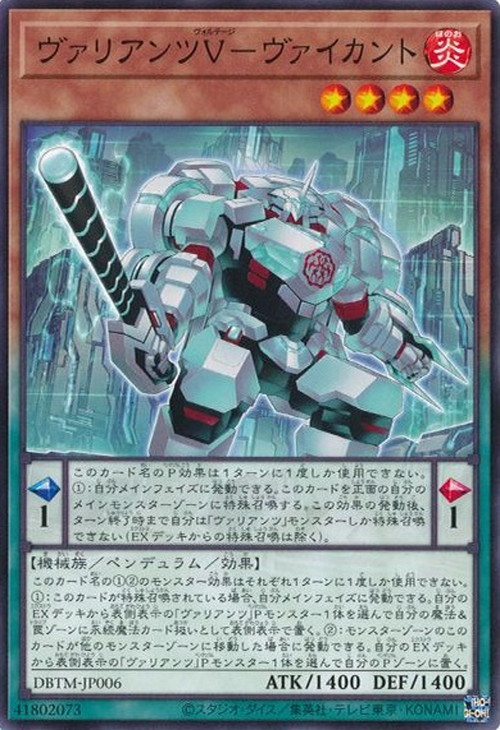 ヴォルテージ
ヴァリアンツV－ヴァイカント
ほのお
炎
このカード名のP効果は1ターンに1度しか使用できない。
①：自分メインフェイズに発動できる。このカードを正面の自分の
メインモンスターゾーンに特殊召喚する。この効果の発動後、
ターン終了時まで自分は「ヴァリアンツ」モンスターしか特殊召喚
できない（EXデッキからの特殊召喚は除く）。
1
1
【機械族／ペンデュラム／効果】
このカード名の①②のモンスター効果はそれぞれ1ターンに1度しか使用できない。
①：このカードが特殊召喚されている場合、自分メインフェイズに発動できる。自分の
EXデッキから表側表示の「ヴァリアンツ」Pモンスター1体を選んで自分の魔法＆
罠ゾーンに永続魔法カード扱いとして表側表示で置く。②：モンスターゾーンのこの
カードが他のモンスターゾーンに移動した場合に発動できる。自分のEX
デッキから表側表示の「ヴァリアンツ」Pモンスター1体を選んで自分のPゾーンに置く。
DBTM-JP006
ATK/1400 DEF/1400
41802073
©スタジオ・ダイス／集英社・テレビ東京・KONAMI